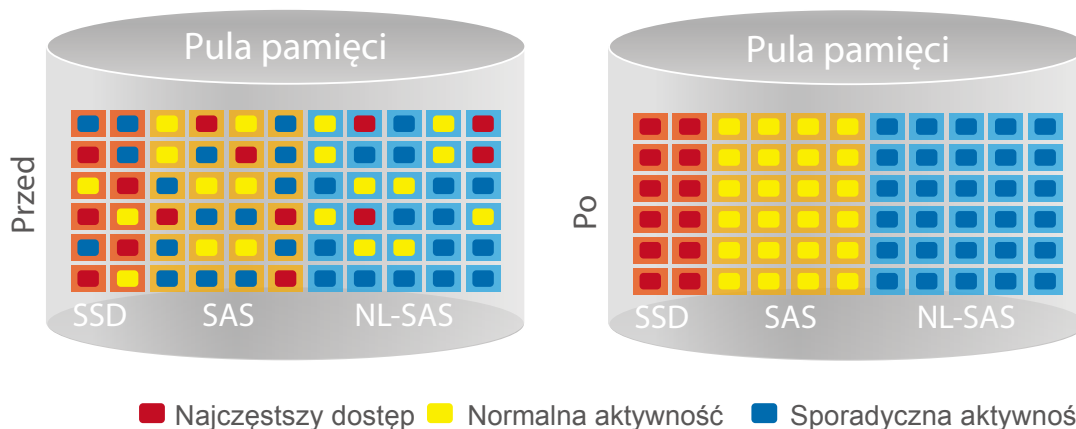 Pula pamięci
Pula pamięci
Przed
Po
SSD SAS NL-SAS
SSD SAS NL-SAS
Najczęstszy dostęp Normalna aktywność Sporadyczna aktywnoś